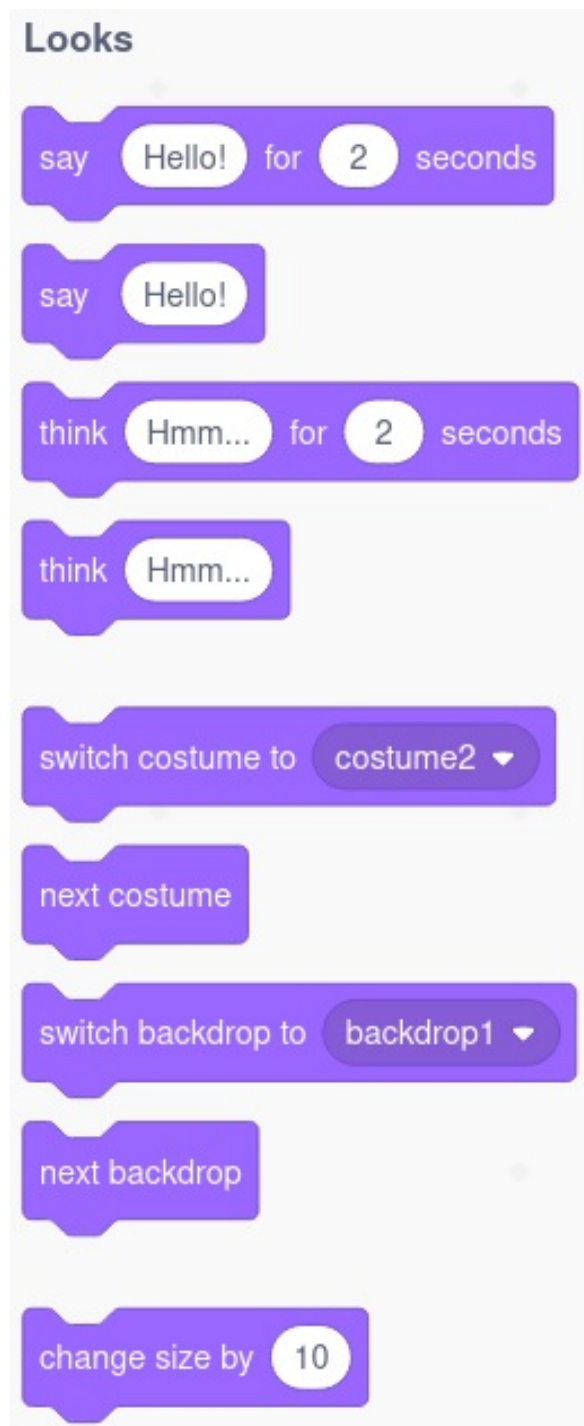 Looks
say Hello! for 2 seconds
say Hello!
think Hmm... for 2 seconds
think Hmm...
switch costume to costume2
next costume
switch backdrop to backdrop1
next backdrop
change size by 10